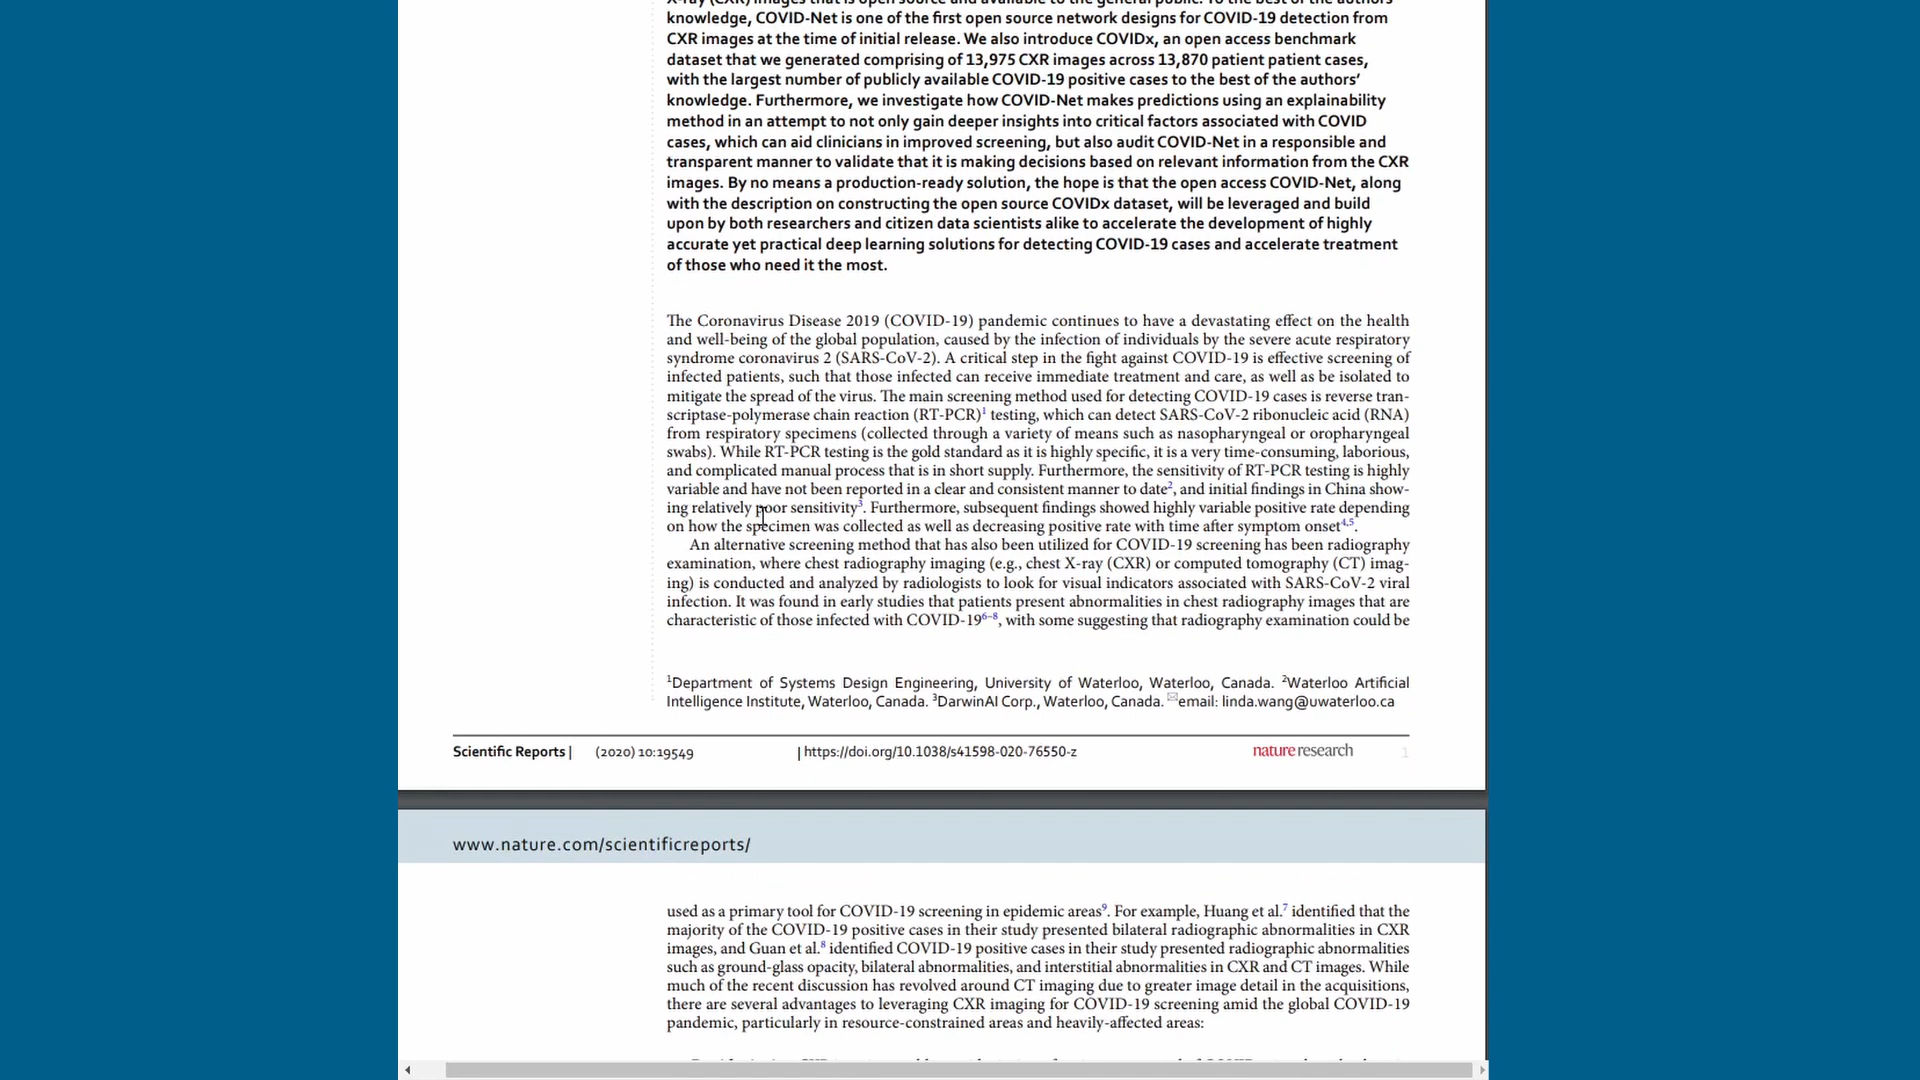 X-ray (CXR) images that is open source and available to the general public. To the best of the authors'
knowledge, COVID-Net is one of the first open source network designs for COVID-19 detection from
CXR images at the time of initial release. We also introduce COVIDx, an open access benchmark
dataset that we generated comprising of 13,975 CXR images across 13,870 patient patient cases,
with the largest number of publicly available COVID-19 positive cases to the best of the authors'
knowledge. Furthermore, we investigate how COVID-Net makes predictions using an explainability
method in an attempt to not only gain deeper insights into critical factors associated with COVID
cases, which can aid clinicians in improved screening, but also audit COVID-Net in a responsible and
transparent manner to validate that it is making decisions based on relevant information from the CXR
images. By no means a production-ready solution, the hope is that the open access COVID-Net, along
with the description on constructing the open source COVIDx dataset, will be leveraged and build
upon by both researchers and citizen data scientists alike to accelerate the development of highly
accurate yet practical deep learning solutions for detecting COVID-19 cases and accelerate treatment
of those who need it the most.
The Coronavirus Disease 2019 (COVID-19) pandemic continues to have a devastating effect on the health
and well-being of the global population, caused by the infection of individuals by the severe acute respiratory
syndrome coronavirus 2 (SARS-CoV-2). A critical step in the fight against COVID-19 is effective screening of
infected patients, such that those infected can receive immediate treatment and care, as well as be isolated to
mitigate the spread of the virus. The main screening method used for detecting COVID-19 cases is reverse tran-
scriptase-polymerase chain reaction (RT-PCR)1 testing, which can detect SARS-CoV-2 ribonucleic acid (RNA)
from respiratory specimens (collected through a variety of means such as nasopharyngeal or oropharyngeal
swabs). While RT-PCR testing is the gold standard as it is highly specific, it is a very time-consuming, laborious,
and complicated manual process that is in short supply. Furthermore, the sensitivity of RT-PCR testing is highly
variable and have not been reported in a clear and consistent manner to date2, and initial findings in China show-
ing relatively poor sensitivity3. Furthermore, subsequent findings showed highly variable positive rate depending
on how the specimen was collected as well as decreasing positive rate with time after symptom onset4,5.
An alternative screening method that has also been utilized for COVID-19 screening has been radiography
examination, where chest radiography imaging (e.g., chest X-ray (CXR) or computed tomography (CT) imag-
ing) is conducted and analyzed by radiologists to look for visual indicators associated with SARS-CoV-2 viral
infection. It was found in early studies that patients present abnormalities in chest radiography images that are
characteristic of those infected with COVID-196–8, with some suggesting that radiography examination could be
1Department of Systems Design Engineering, University of Waterloo, Waterloo, Canada. 2Waterloo Artificial
Intelligence Institute, Waterloo, Canada. 3DarwinAI Corp., Waterloo, Canada. ✉email: linda.wang@uwaterloo.ca
Scientific Reports | (2020) 10:19549 | https://doi.org/10.1038/s41598-020-76550-z natureresearch 1
www.nature.com/scientificreports/
used as a primary tool for COVID-19 screening in epidemic areas9. For example, Huang et al.7 identified that the
majority of the COVID-19 positive cases in their study presented bilateral radiographic abnormalities in CXR
images, and Guan et al.8 identified COVID-19 positive cases in their study presented radiographic abnormalities
such as ground-glass opacity, bilateral abnormalities, and interstitial abnormalities in CXR and CT images. While
much of the recent discussion has revolved around CT imaging due to greater image detail in the acquisitions,
there are several advantages to leveraging CXR imaging for COVID-19 screening amid the global COVID-19
pandemic, particularly in resource-constrained areas and heavily-affected areas: